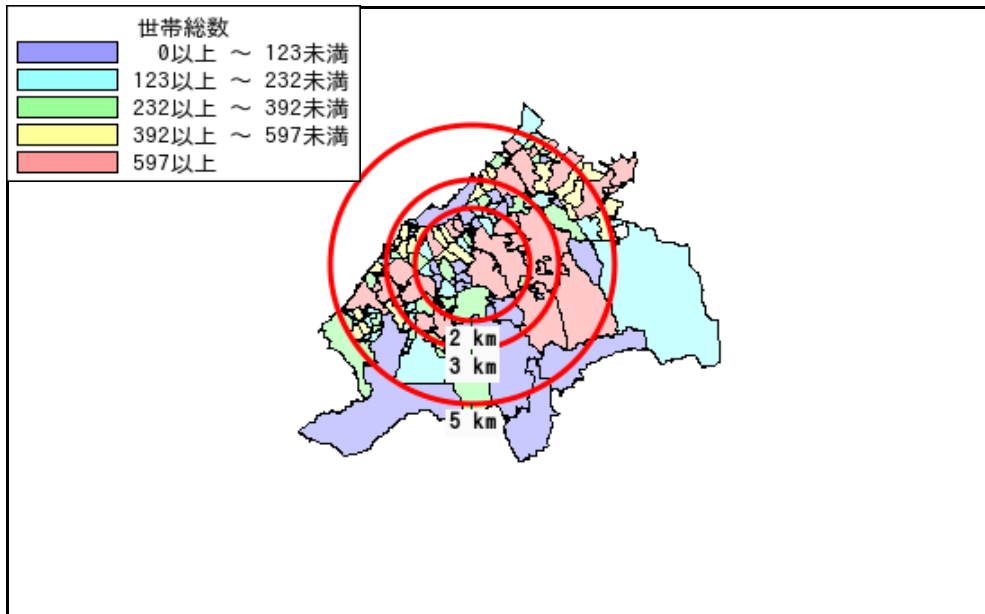 世帯総数
0以上 ～ 123未満
123以上 ～ 232未満
232以上 ～ 392未満
392以上 ～ 597未満
597以上
2 km
3 km
5 km